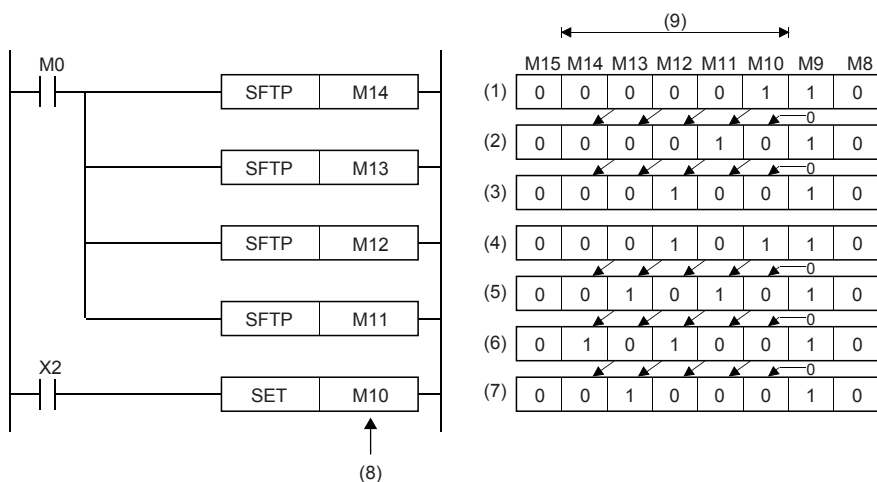 (9)
M0
M15 M14 M13 M12 M11 M10 M9 M8
SFTP M14
(1) 0 0 0 0 0 1 1 0
0
SFTP M13
(2) 0 0 0 0 1 0 1 0
0
(3) 0 0 0 1 0 0 1 0
SFTP M12
(4) 0 0 0 1 0 1 1 0
0
SFTP M11
(5) 0 0 1 0 1 0 1 0
0
(6) 0 1 0 1 0 0 1 0
0
X2
SET M10
(7) 0 0 1 0 0 0 1 0
(8)